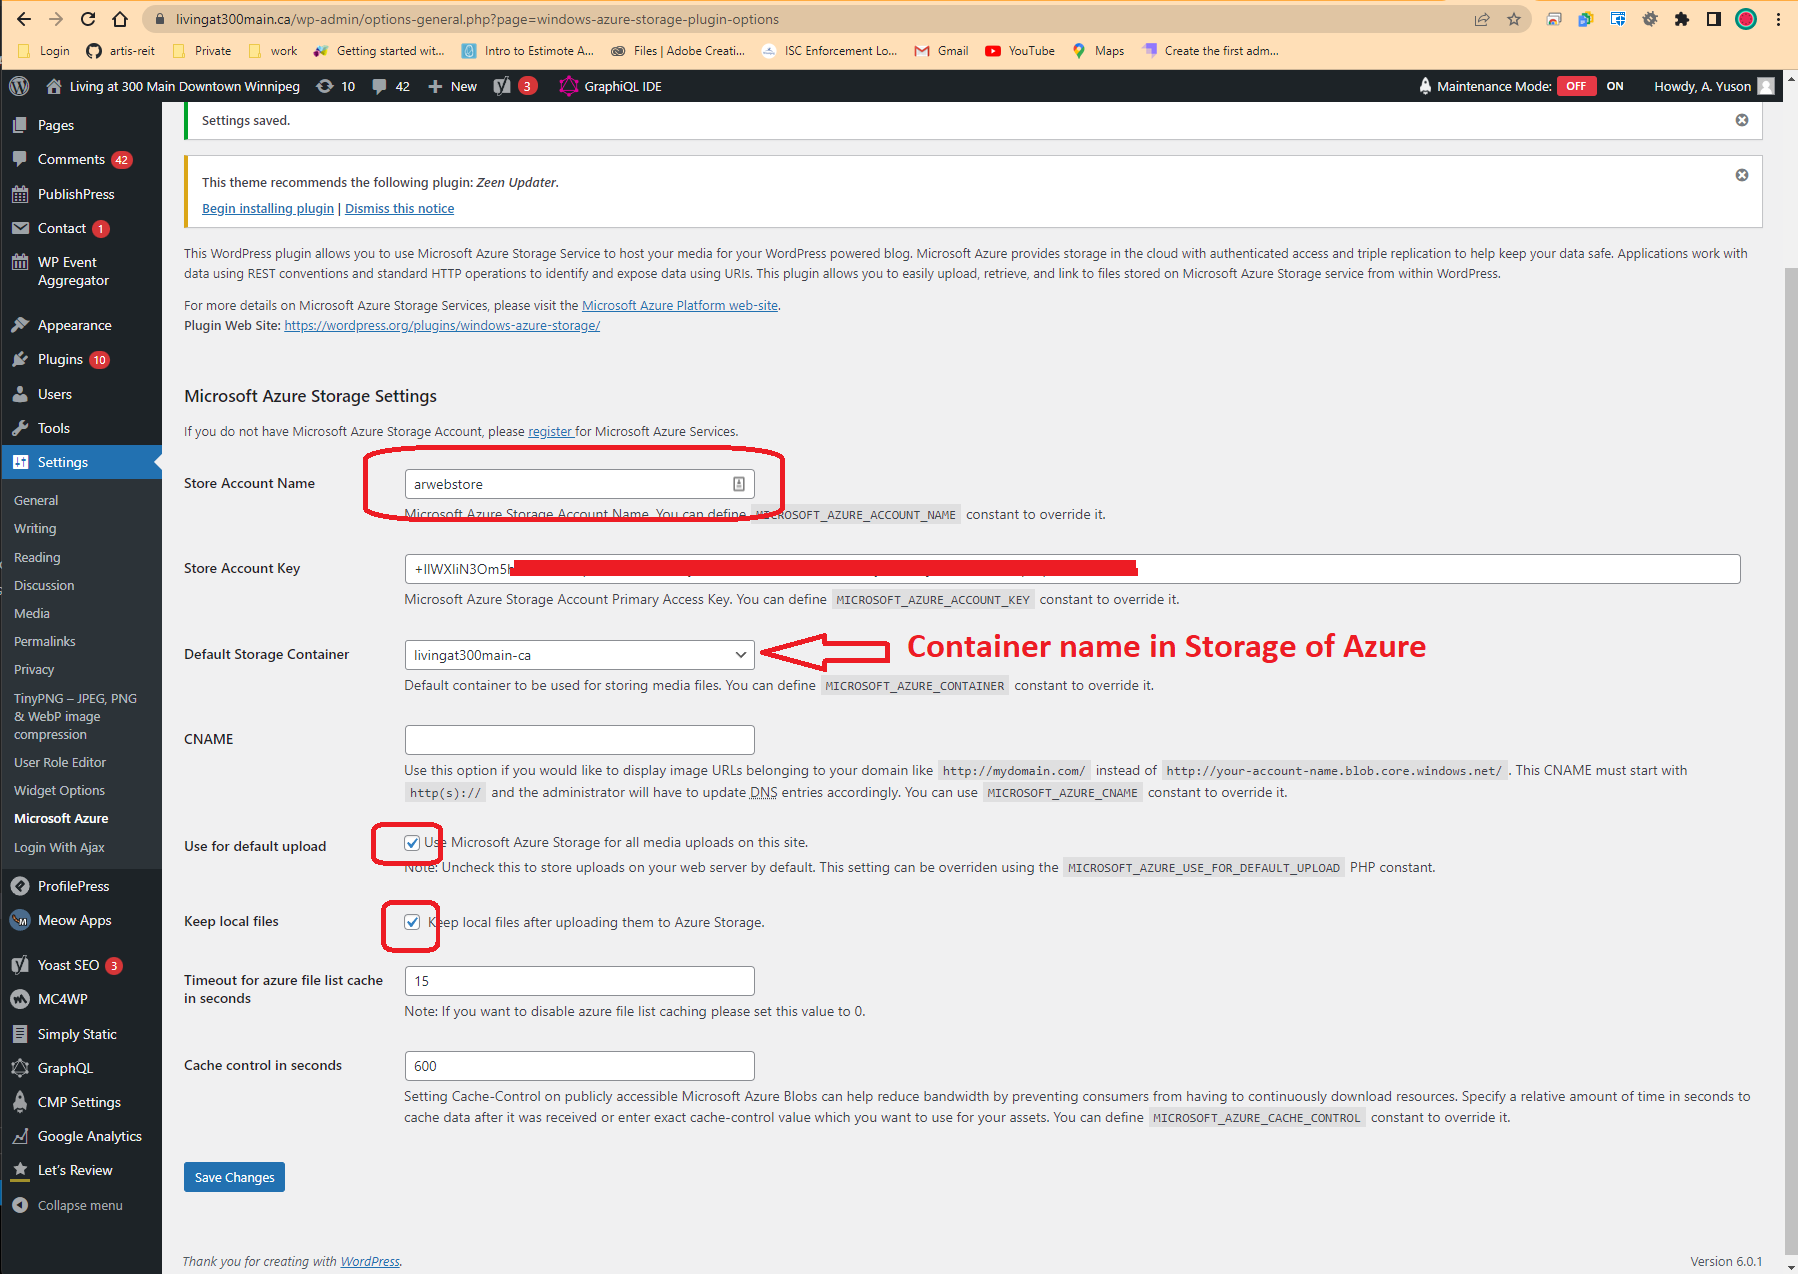 livingat300main.ca/wp-admin/options-general.php?page=windows-azure-storage-plugin-options
Login artis-reit Private work Getting started wit... Intro to Estimote A... Files | Adobe Creati... ISC Enforcement Lo... Gmail YouTube Maps Create the first adm...
Living at 300 Main Downtown Winnipeg 10 42 New 3 GraphiQL IDE Maintenance Mode: OFF ON Howdy, A. Yuson
Pages
Comments 42
PublishPress
Contact 1
WP Event
Aggregator
Appearance
Plugins 10
Users
Tools
Settings
General
Writing
Reading
Discussion
Media
Permalinks
Privacy
TinyPNG – JPEG, PNG
& WebP image
compression
User Role Editor
Widget Options
Microsoft Azure
Login With Ajax
ProfilePress
Meow Apps
Yoast SEO 3
MC4WP
Simply Static
GraphQL
CMP Settings
Google Analytics
Let's Review
Collapse menu
Settings saved.
This theme recommends the following plugin: Zeen Updater.
Begin installing plugin | Dismiss this notice
This WordPress plugin allows you to use Microsoft Azure Storage Service to host your media for your WordPress powered blog. Microsoft Azure provides storage in the cloud with authenticated access and triple replication to help keep your data safe. Applications work with
data using REST conventions and standard HTTP operations to identify and expose data using URIs. This plugin allows you to easily upload, retrieve, and link to files stored on Microsoft Azure Storage service from within WordPress.
For more details on Microsoft Azure Storage Services, please visit the Microsoft Azure Platform web-site.
Plugin Web Site: https://wordpress.org/plugins/windows-azure-storage/
Microsoft Azure Storage Settings
If you do not have Microsoft Azure Storage Account, please register for Microsoft Azure Services.
Store Account Name arwebstore
Microsoft Azure Storage Account Name. You can define MICROSOFT_AZURE_ACCOUNT_NAME constant to override it.
Store Account Key
Microsoft Azure Storage Account Primary Access Key. You can define MICROSOFT_AZURE_ACCOUNT_KEY constant to override it.
Default Storage Container livingat300main-ca Container name in Storage of Azure
Default container to be used for storing media files. You can define MICROSOFT_AZURE_CONTAINER constant to override it.
CNAME
Use this option if you would like to display image URLs belonging to your domain like http://mydomain.com/ instead of http://your-account-name.blob.core.windows.net/ . This CNAME must start with
http(s):// and the administrator will have to update DNS entries accordingly. You can use MICROSOFT_AZURE_CNAME constant to override it.
Use for default upload Use Microsoft Azure Storage for all media uploads on this site.
Note: Uncheck this to store uploads on your web server by default. This setting can be overriden using the MICROSOFT_AZURE_USE_FOR_DEFAULT_UPLOAD PHP constant.
Keep local files Keep local files after uploading them to Azure Storage.
Timeout for azure file list cache
in seconds
15
Note: If you want to disable azure file list caching please set this value to 0.
Cache control in seconds 600
Setting Cache-Control on publicly accessible Microsoft Azure Blobs can help reduce bandwidth by preventing consumers from having to continuously download resources. Specify a relative amount of time in seconds to
cache data after it was received or enter exact cache-control value which you want to use for your assets. You can define MICROSOFT_AZURE_CACHE_CONTROL constant to override it.
Save Changes
Thank you for creating with WordPress. Version 6.0.1